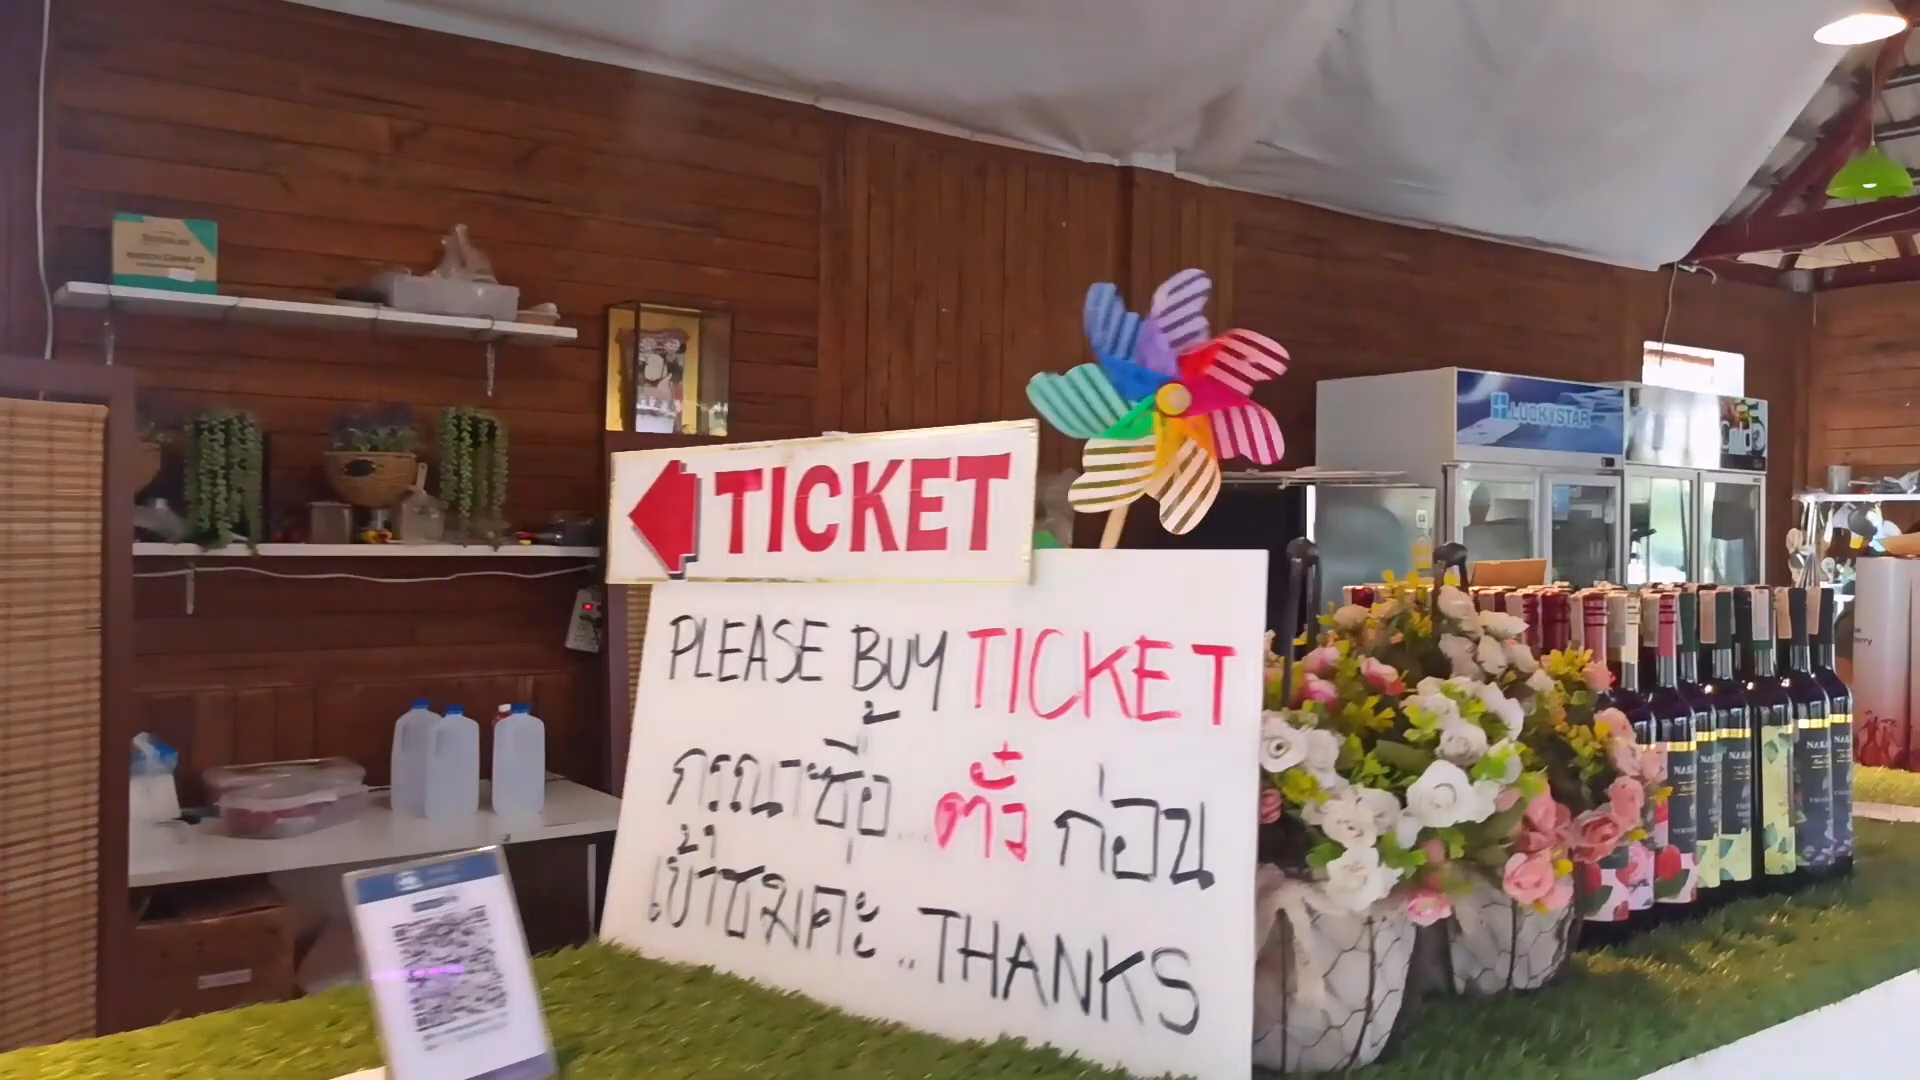 LUCKYSTAR
TICKET
PLEASE BUY TICKET
กรุณาซื้อ...ตั๋ว ก่อน
เข้าชมคะ..THANKS